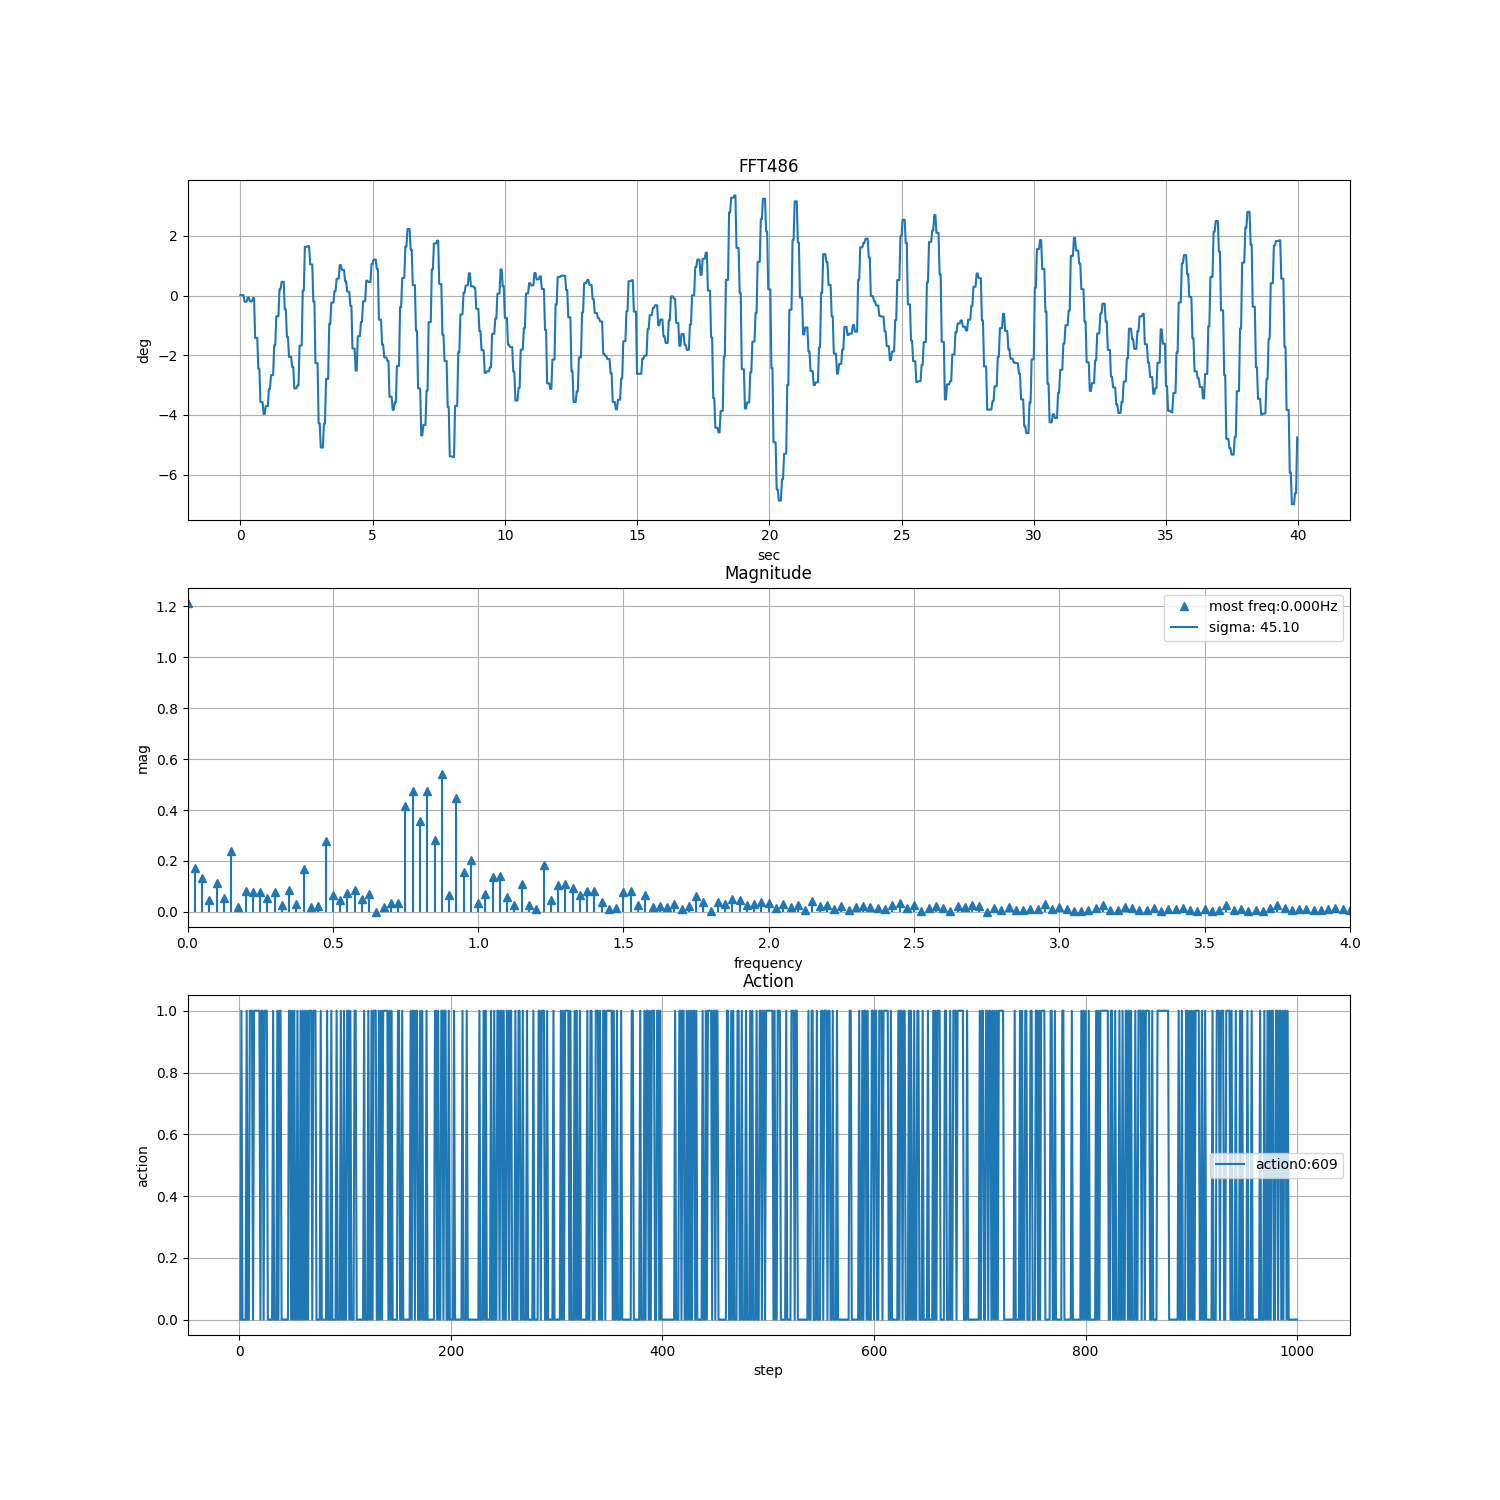 FFT486
2
0
−2
−4
−6
deg
0 5 10 15 20 25 30 35 40
sec
Magnitude
1.2
1.0
0.8
0.6
0.4
0.2
0.0
mag
most freq:0.000Hz
sigma: 45.10
0.0 0.5 1.0 1.5 2.0 2.5 3.0 3.5 4.0
frequency
Action
1.0
0.8
0.6
0.4
0.2
0.0
action
action0:609
0 200 400 600 800 1000
step